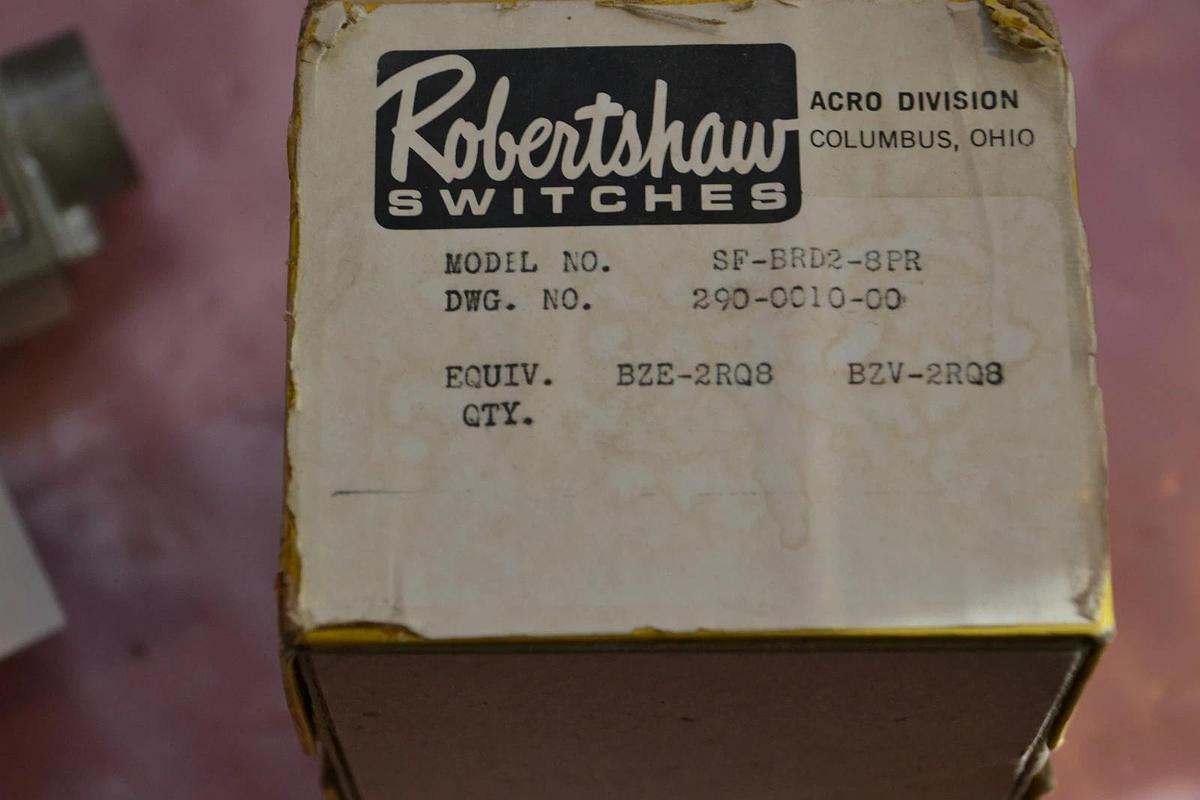 Robertshaw
SWITCHES
ACRO DIVISION
COLUMBUS, OHIO
MODEL NO. SF-BRD2-8PR
DWG. NO. 290-0010-00
EQUIV. BZE-2RQ8 BZV-2RQ8
QTY.